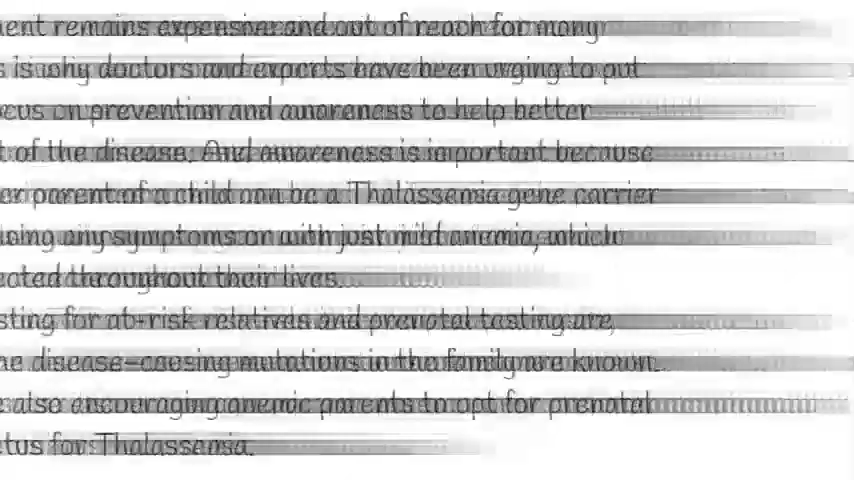 ent remains expensive and out of reach for many
s is why doctors and experts have been urging to put
ocus on prevention and awareness to help better
t of the disease. And awareness is important because
er parent of a child can be a Thalassemia gene carrier
ing any symptoms or with just mild anemia, which
eated throughout their lives.
sting for at-risk relatives and prenatal testing are,
he disease-causing mutations in the family are known.
e also encouraging anemic parents to opt for prenatal
etus for Thalassemia.